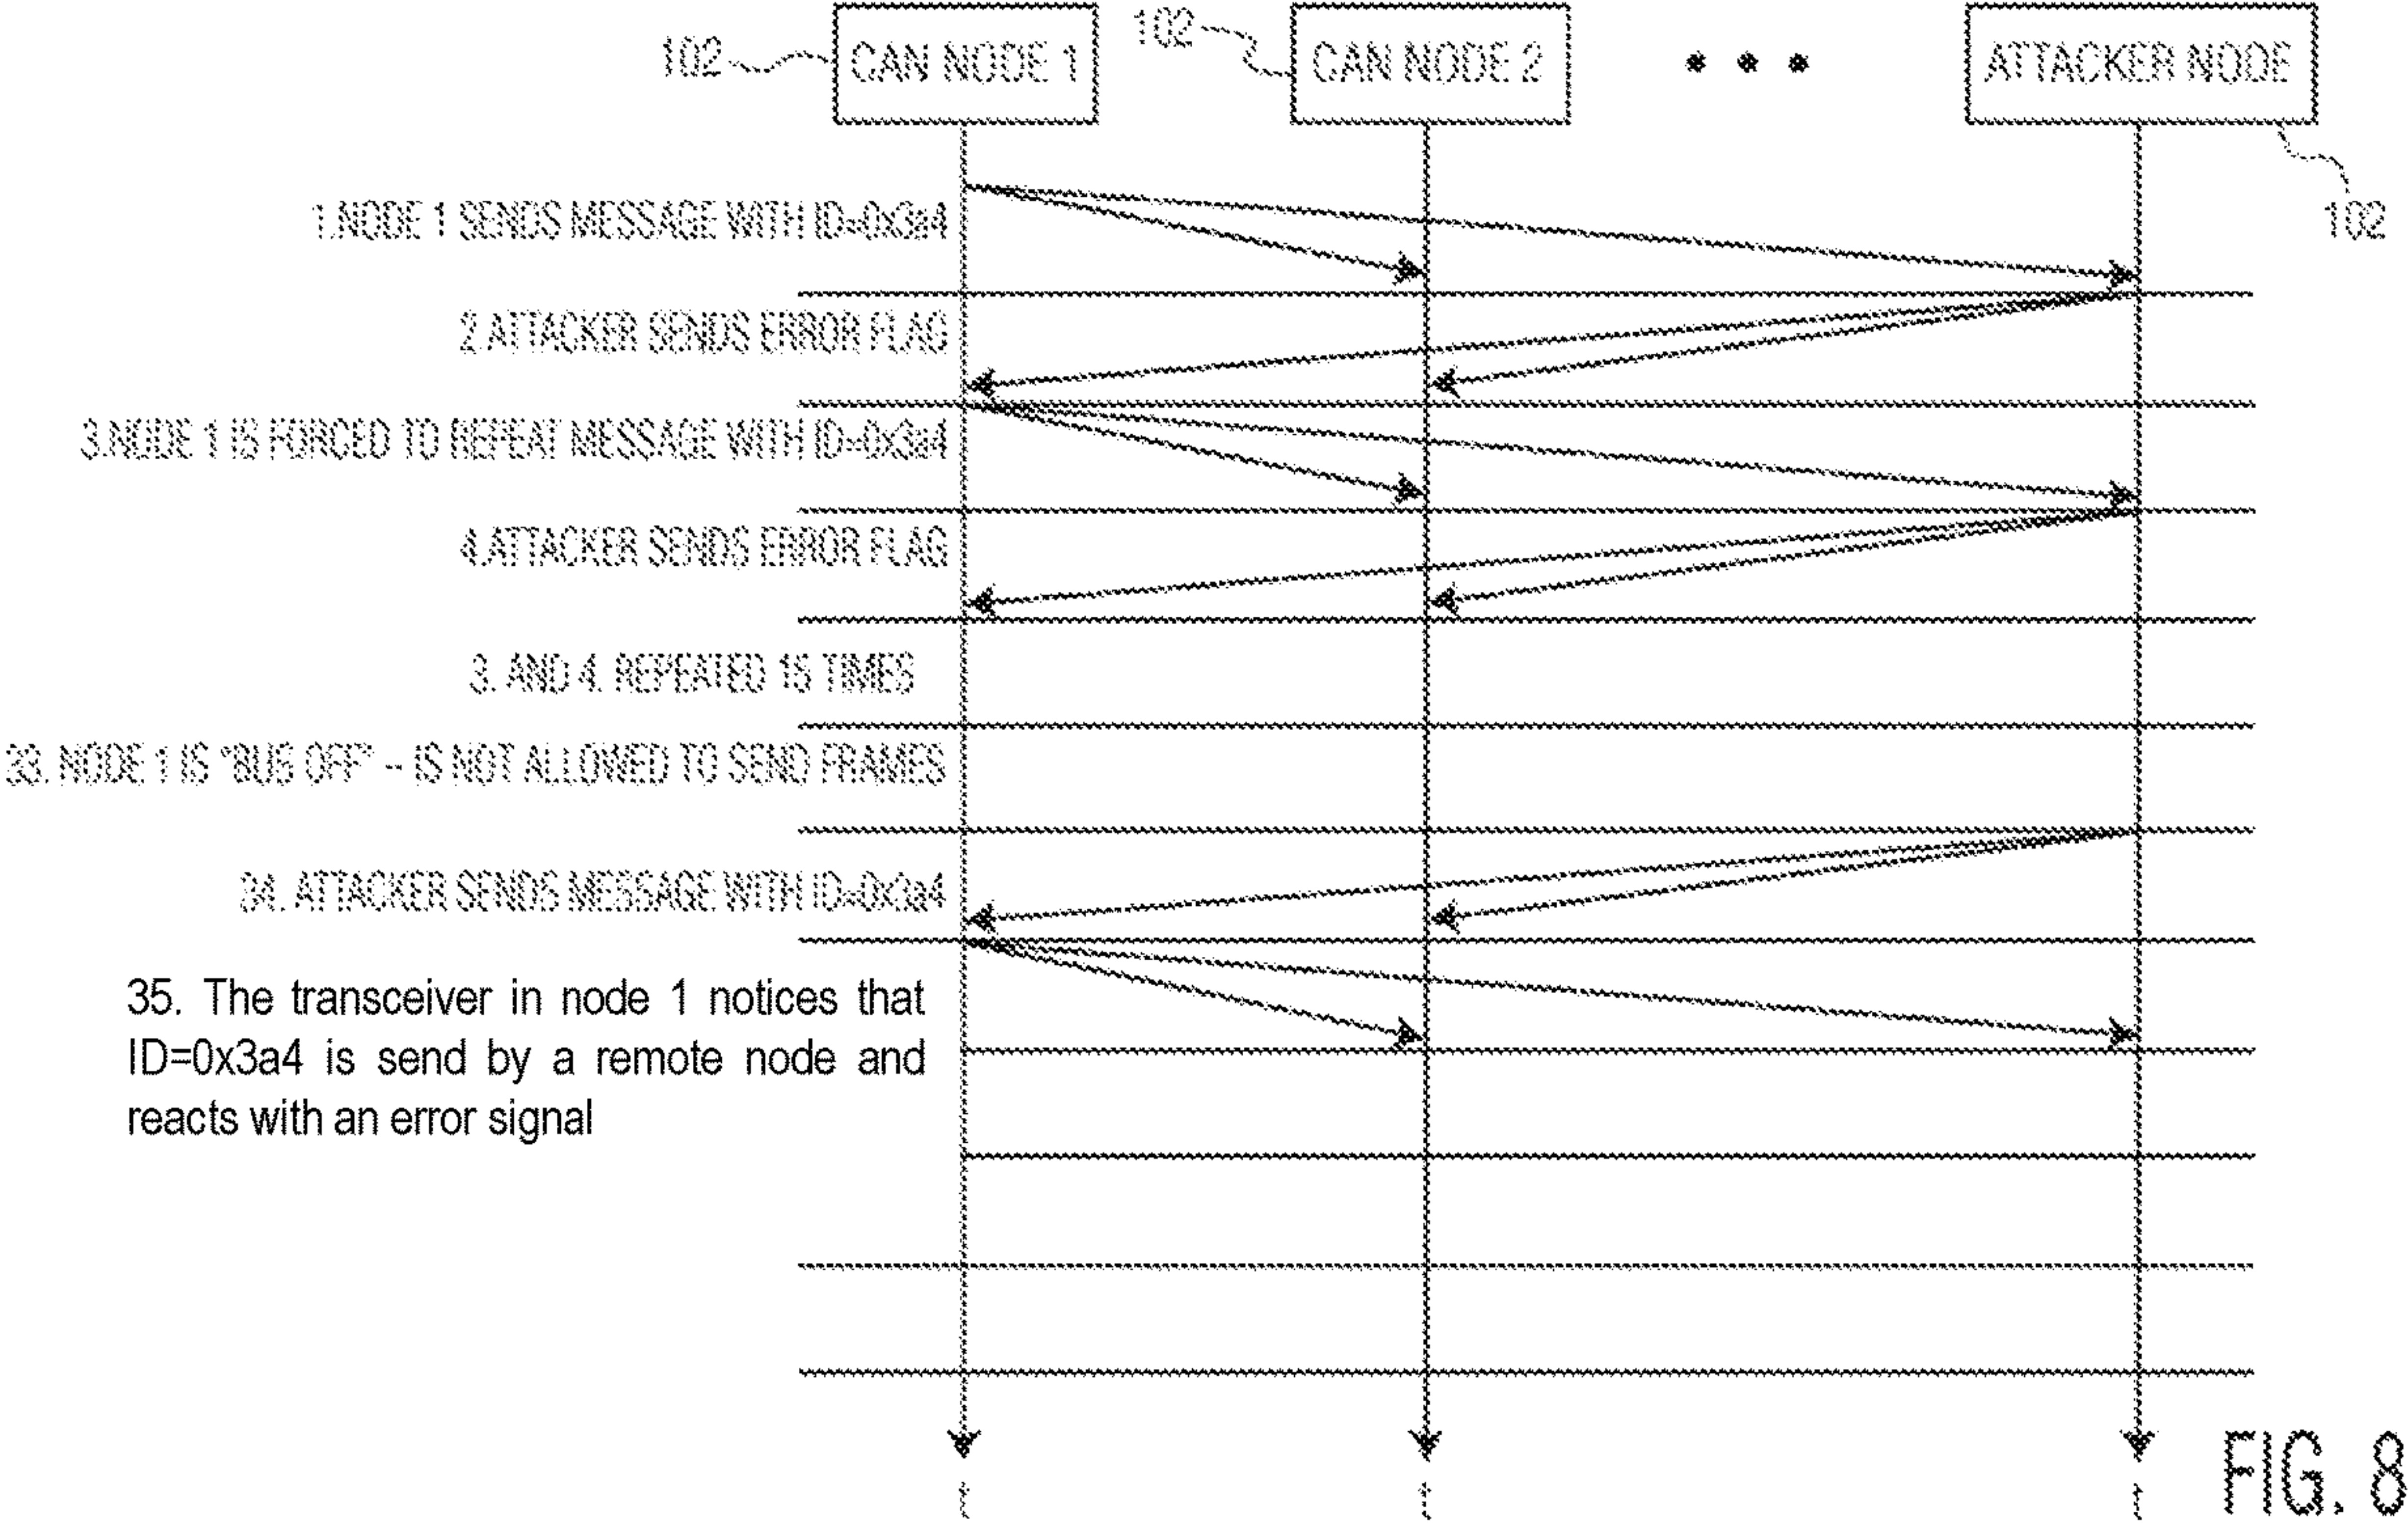 102
CAN NODE 1
102
CAN NODE 2
ATTACKER NODE
102
1.NODE 1 SENDS MESSAGE WITH ID=0x3a4
2.ATTACKER SENDS ERROR FLAG
3.NODE 1 IS FORCED TO REPEAT MESSAGE WITH ID=0x3a4
4.ATTACKER SENDS ERROR FLAG
3. AND 4. REPEATED 15 TIMES
33. NODE 1 IS "BUS OFF" - IS NOT ALLOWED TO SEND FRAMES
34. ATTACKER SENDS MESSAGE WITH ID=0x3a4
35. The transceiver in node 1 notices that
ID=0x3a4 is send by a remote node and
reacts with an error signal
t
t
t
FIG. 8